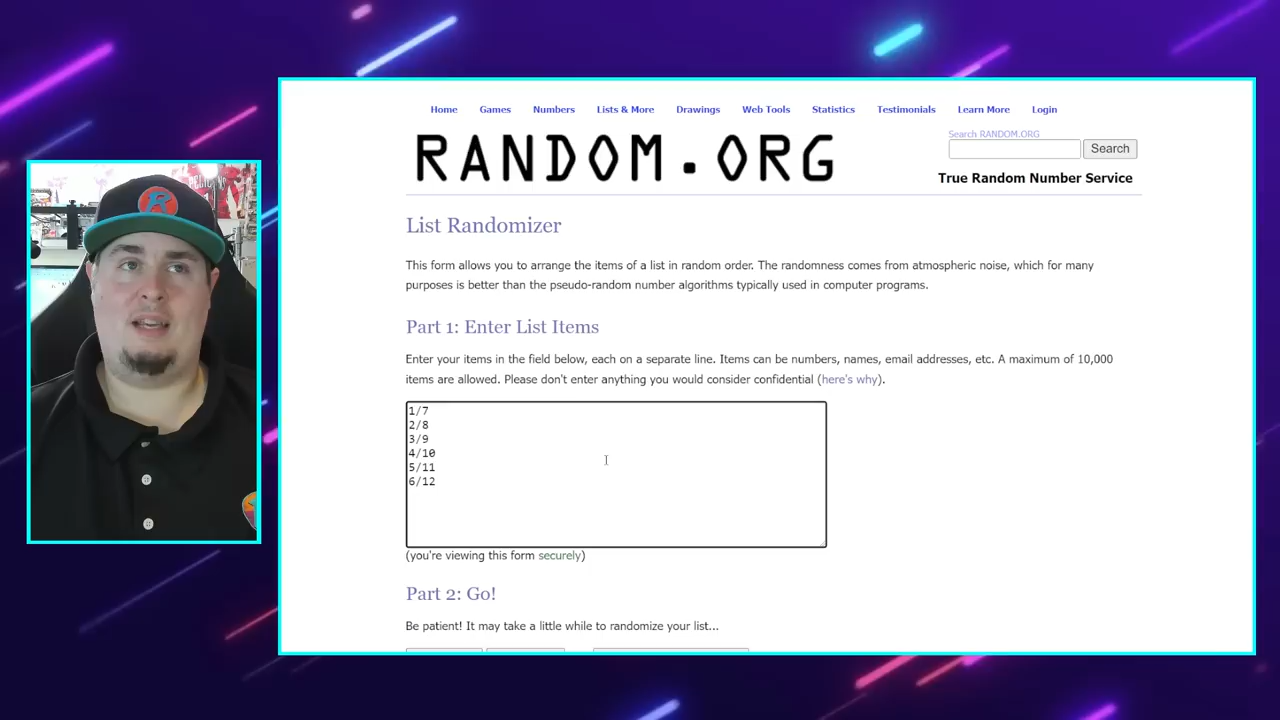 Home Games Numbers Lists & More Drawings Web Tools Statistics Testimonials Learn More Login
RANDOM.ORG
Search RANDOM.ORG
Search
True Random Number Service
List Randomizer
This form allows you to arrange the items of a list in random order. The randomness comes from atmospheric noise, which for many
purposes is better than the pseudo-random number algorithms typically used in computer programs.
Part 1: Enter List Items
Enter your items in the field below, each on a separate line. Items can be numbers, names, email addresses, etc. A maximum of 10,000
items are allowed. Please don't enter anything you would consider confidential (here's why).
1/7
2/8
3/9
4/10
5/11
6/12
(you're viewing this form securely)
Part 2: Go!
Be patient! It may take a little while to randomize your list...
R